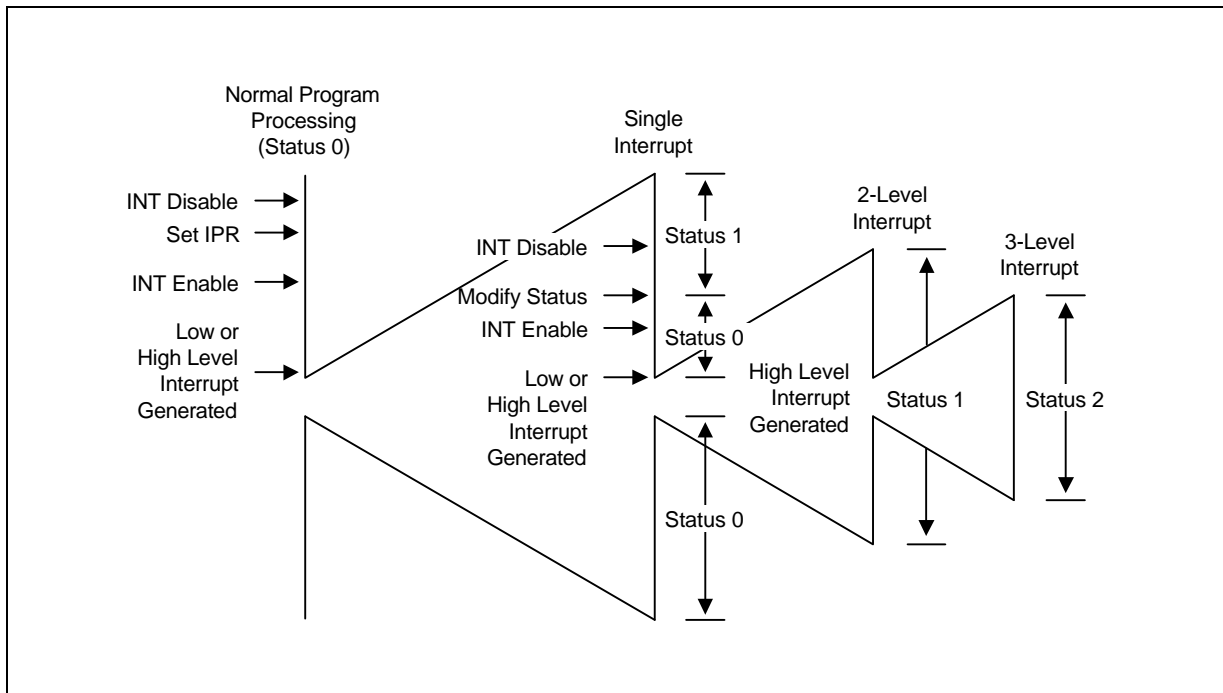 Normal Program
Processing
(Status 0)
INT Disable
Set IPR
INT Enable
Low or
High Level
Interrupt
Generated
Single
Interrupt
INT Disable
Modify Status
INT Enable
Low or
High Level
Interrupt
Generated
Status 1
Status 0
Status 0
2-Level
Interrupt
High Level
Interrupt
Generated
Status 1
3-Level
Interrupt
Status 2